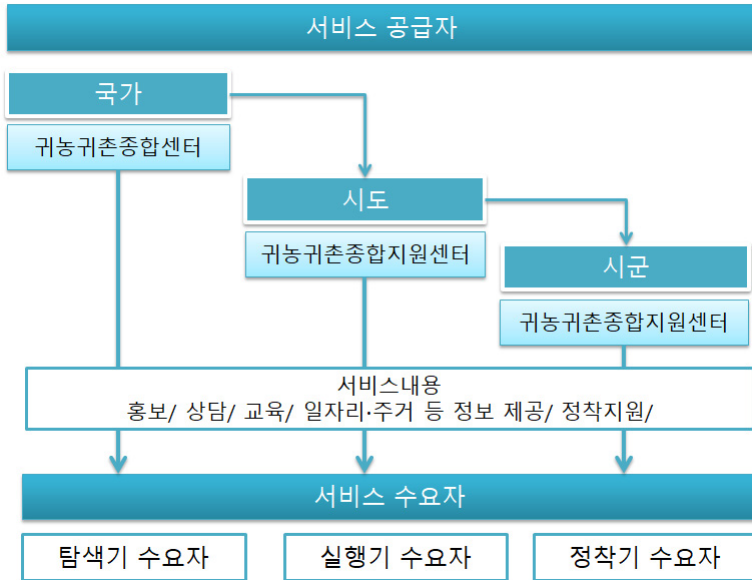 서비스 공급자
국가
귀농귀촌종합센터
시도
귀농귀촌종합지원센터
시군
귀농귀촌종합지원센터
서비스내용
홍보/ 상담/ 교육/ 일자리·주거 등 정보 제공/ 정착지원/
서비스 수요자
탐색기 수요자
실행기 수요자
정착기 수요자